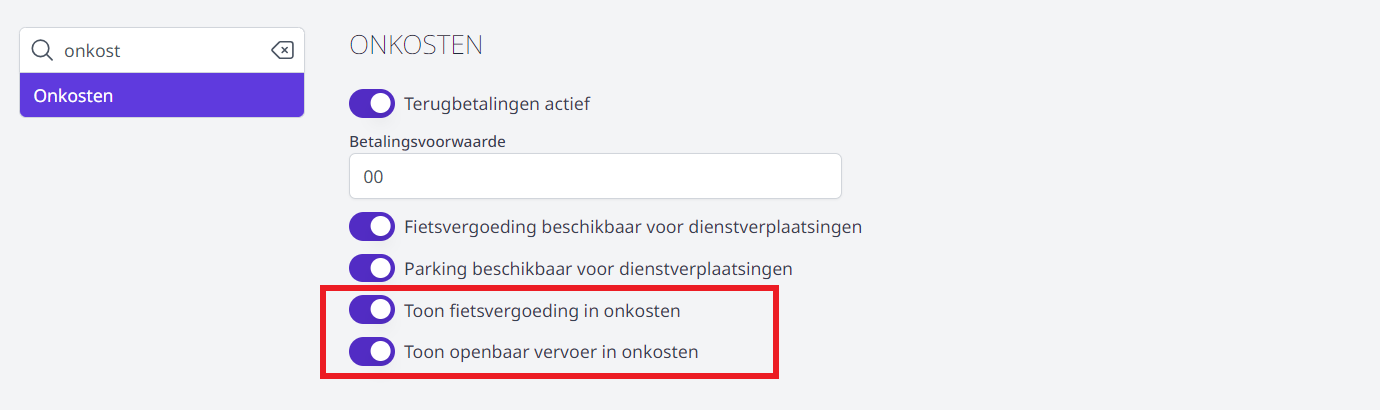 onkost
Onkosten
ONKOSTEN
Terugbetalingen actief
Betalingsvoorwaarde
00
Fietsvergoeding beschikbaar voor dienstverplaatsingen
Parking beschikbaar voor dienstverplaatsingen
Toon fietsvergoeding in onkosten
Toon openbaar vervoer in onkosten